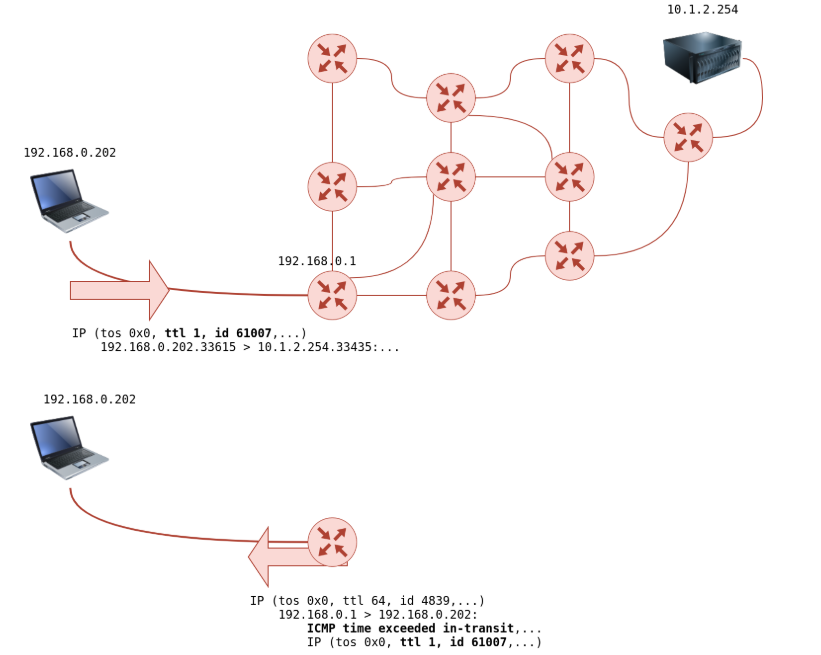 10.1.2.254
192.168.0.202
192.168.0.1
IP (tos 0x0, ttl 1, id 61007,...)
192.168.0.202.33615 > 10.1.2.254.33435:...
192.168.0.202
IP (tos 0x0, ttl 64, id 4839,...)
192.168.0.1 > 192.168.0.202:
ICMP time exceeded in-transit,...
IP (tos 0x0, ttl 1, id 61007,...)